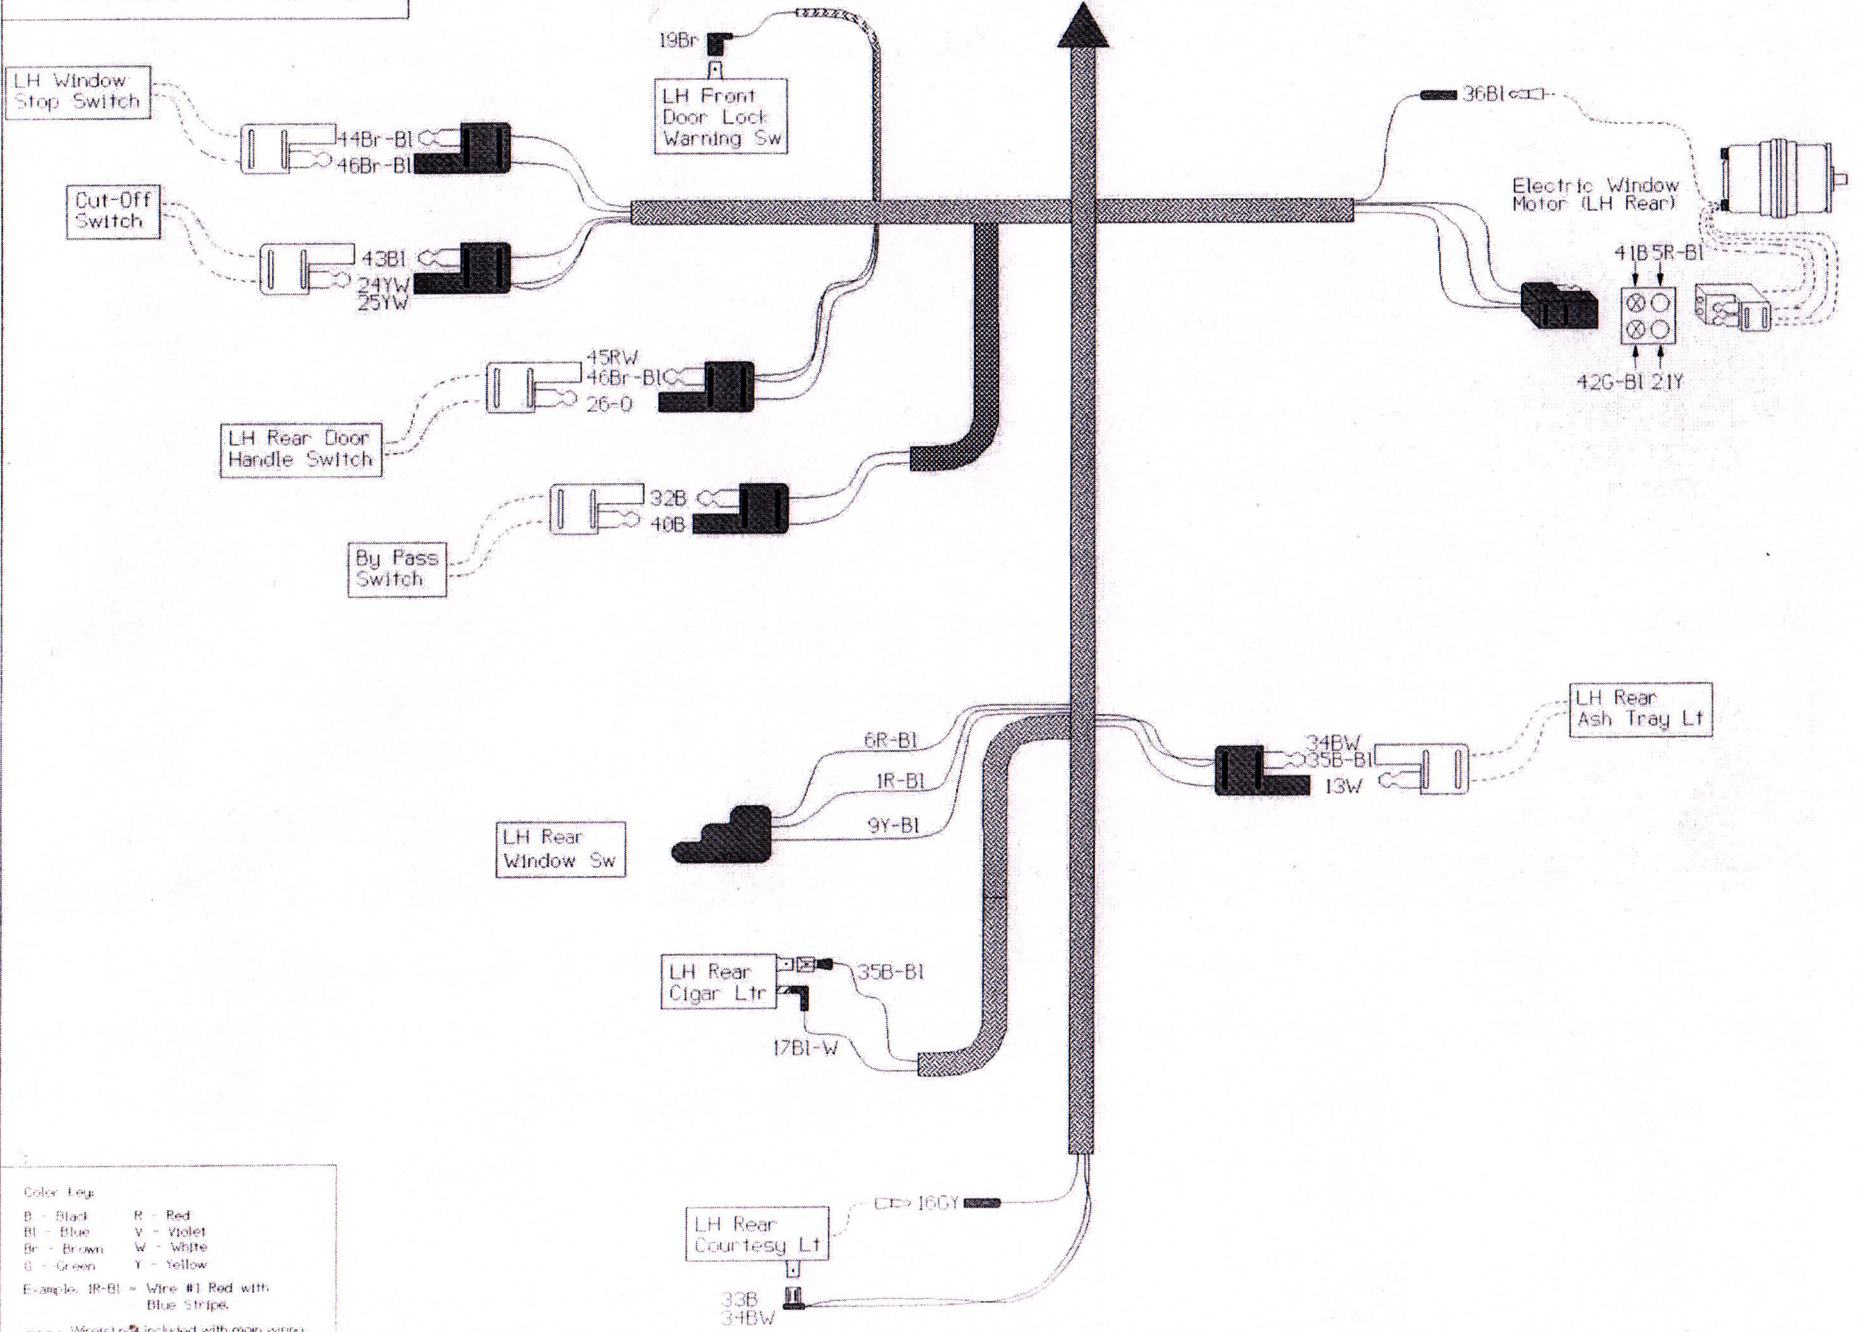 19Br
LH Front
Door Lock
Warning Sw
LH Window
Stop Switch
44Br-Bl
46Br-Bl
Cut-Off
Switch
43Bl
24YW
25YW
36Bl
Electric Window
Motor (LH Rear)
41B 5R-Bl
42G-Bl 21Y
45RW
46Br-Bl
26-O
LH Rear Door
Handle Switch
32B
40B
By Pass
Switch
6R-Bl
1R-Bl
9Y-Bl
LH Rear
Window Sw
34BW
35B-Bl
13W
LH Rear
Ash Tray Lt
LH Rear
Cigar Ltr
35B-Bl
17Bl-W
16GY
LH Rear
Courtesy Lt
33B
34BW
Color Key:
B - Black R - Red
Bl - Blue V - Violet
Br - Brown W - White
G - Green Y - Yellow
Example: 1R-Bl - Wire #1 Red with
Blue Stripe.
included with main wiring